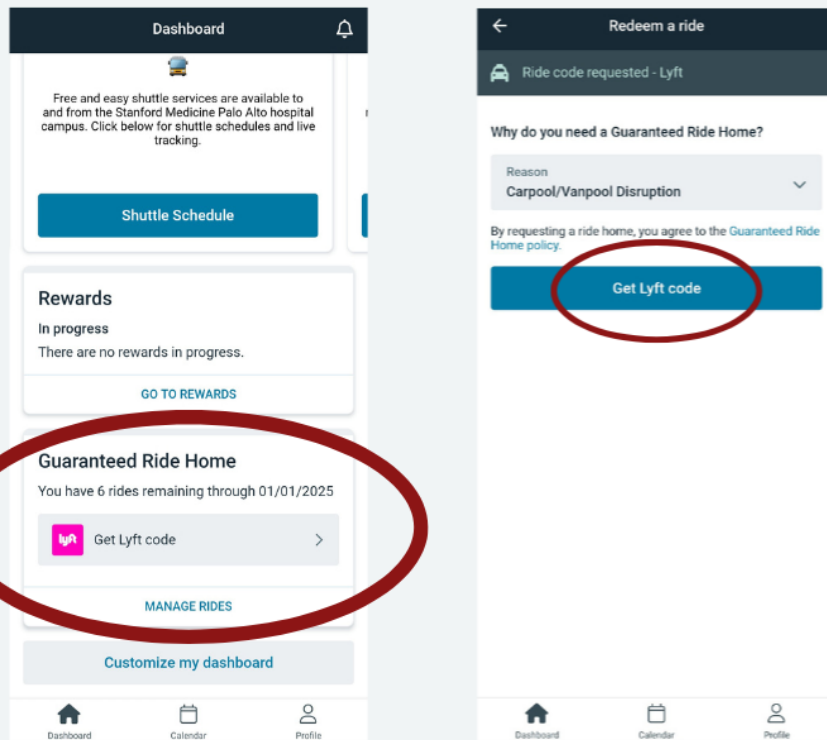 Dashboard
Free and easy shuttle services are available to
and from the Stanford Medicine Palo Alto hospital
campus. Click below for shuttle schedules and live
tracking.
Shuttle Schedule
Rewards
In progress
There are no rewards in progress.
GO TO REWARDS
Guaranteed Ride Home
You have 6 rides remaining through 01/01/2025
lyft
Get Lyft code
MANAGE RIDES
Customize my dashboard
Dashboard
Calendar
Profile
Redeem a ride
Ride code requested - Lyft
Why do you need a Guaranteed Ride Home?
Reason
Carpool/Vanpool Disruption
By requesting a ride home, you agree to the Guaranteed Ride
Home policy.
Get Lyft code
Dashboard
Calendar
Profile